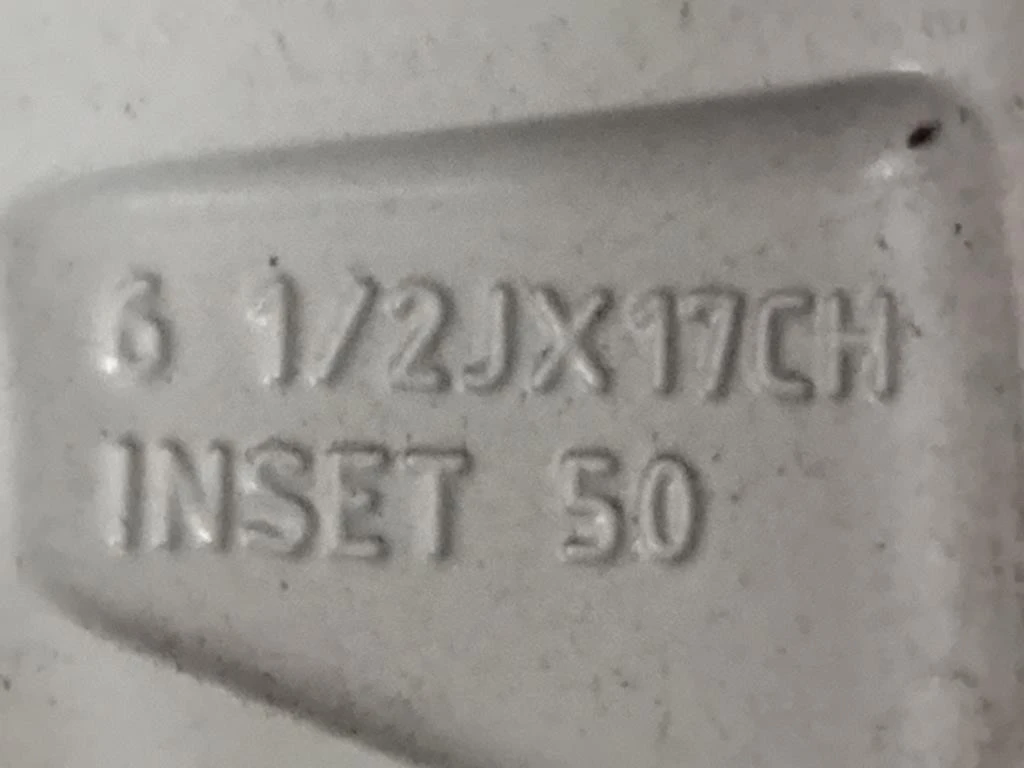 6 1/2JX17CH
INSET 50